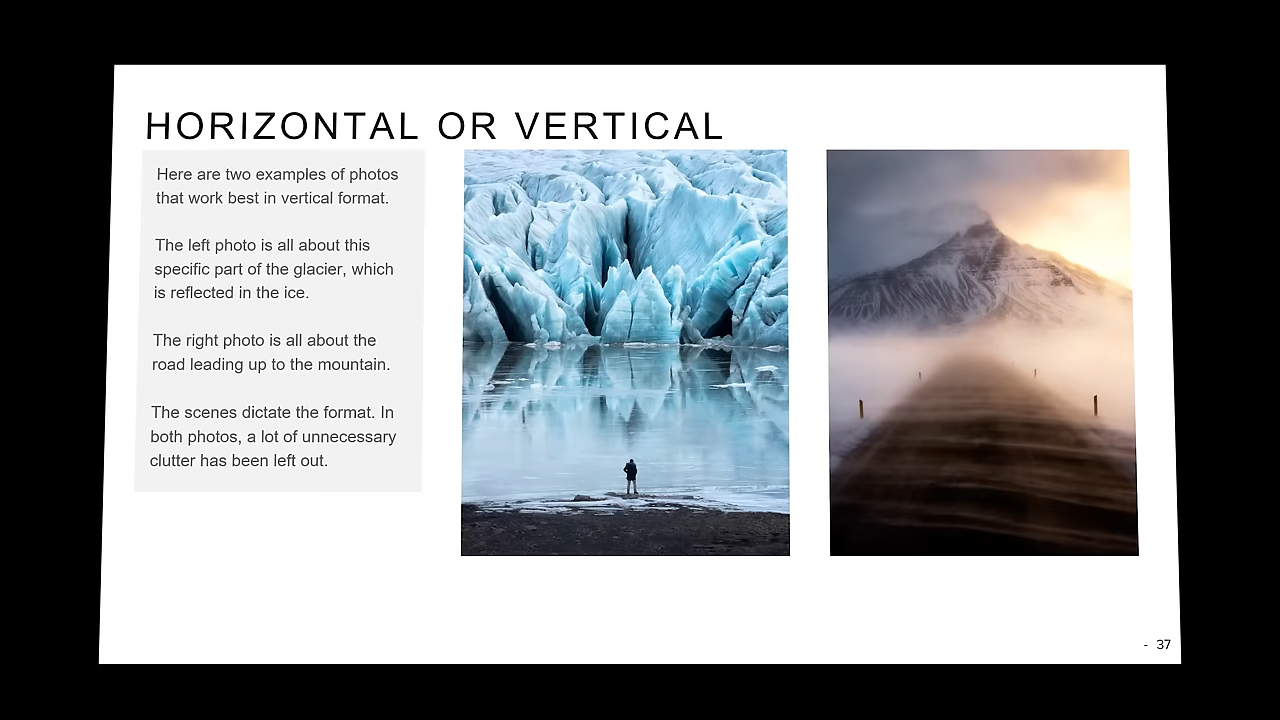 HORIZONTAL OR VERTICAL
Here are two examples of photos
that work best in vertical format.
The left photo is all about this
specific part of the glacier, which
is reflected in the ice.
The right photo is all about the
road leading up to the mountain.
The scenes dictate the format. In
both photos, a lot of unnecessary
clutter has been left out.
- 37